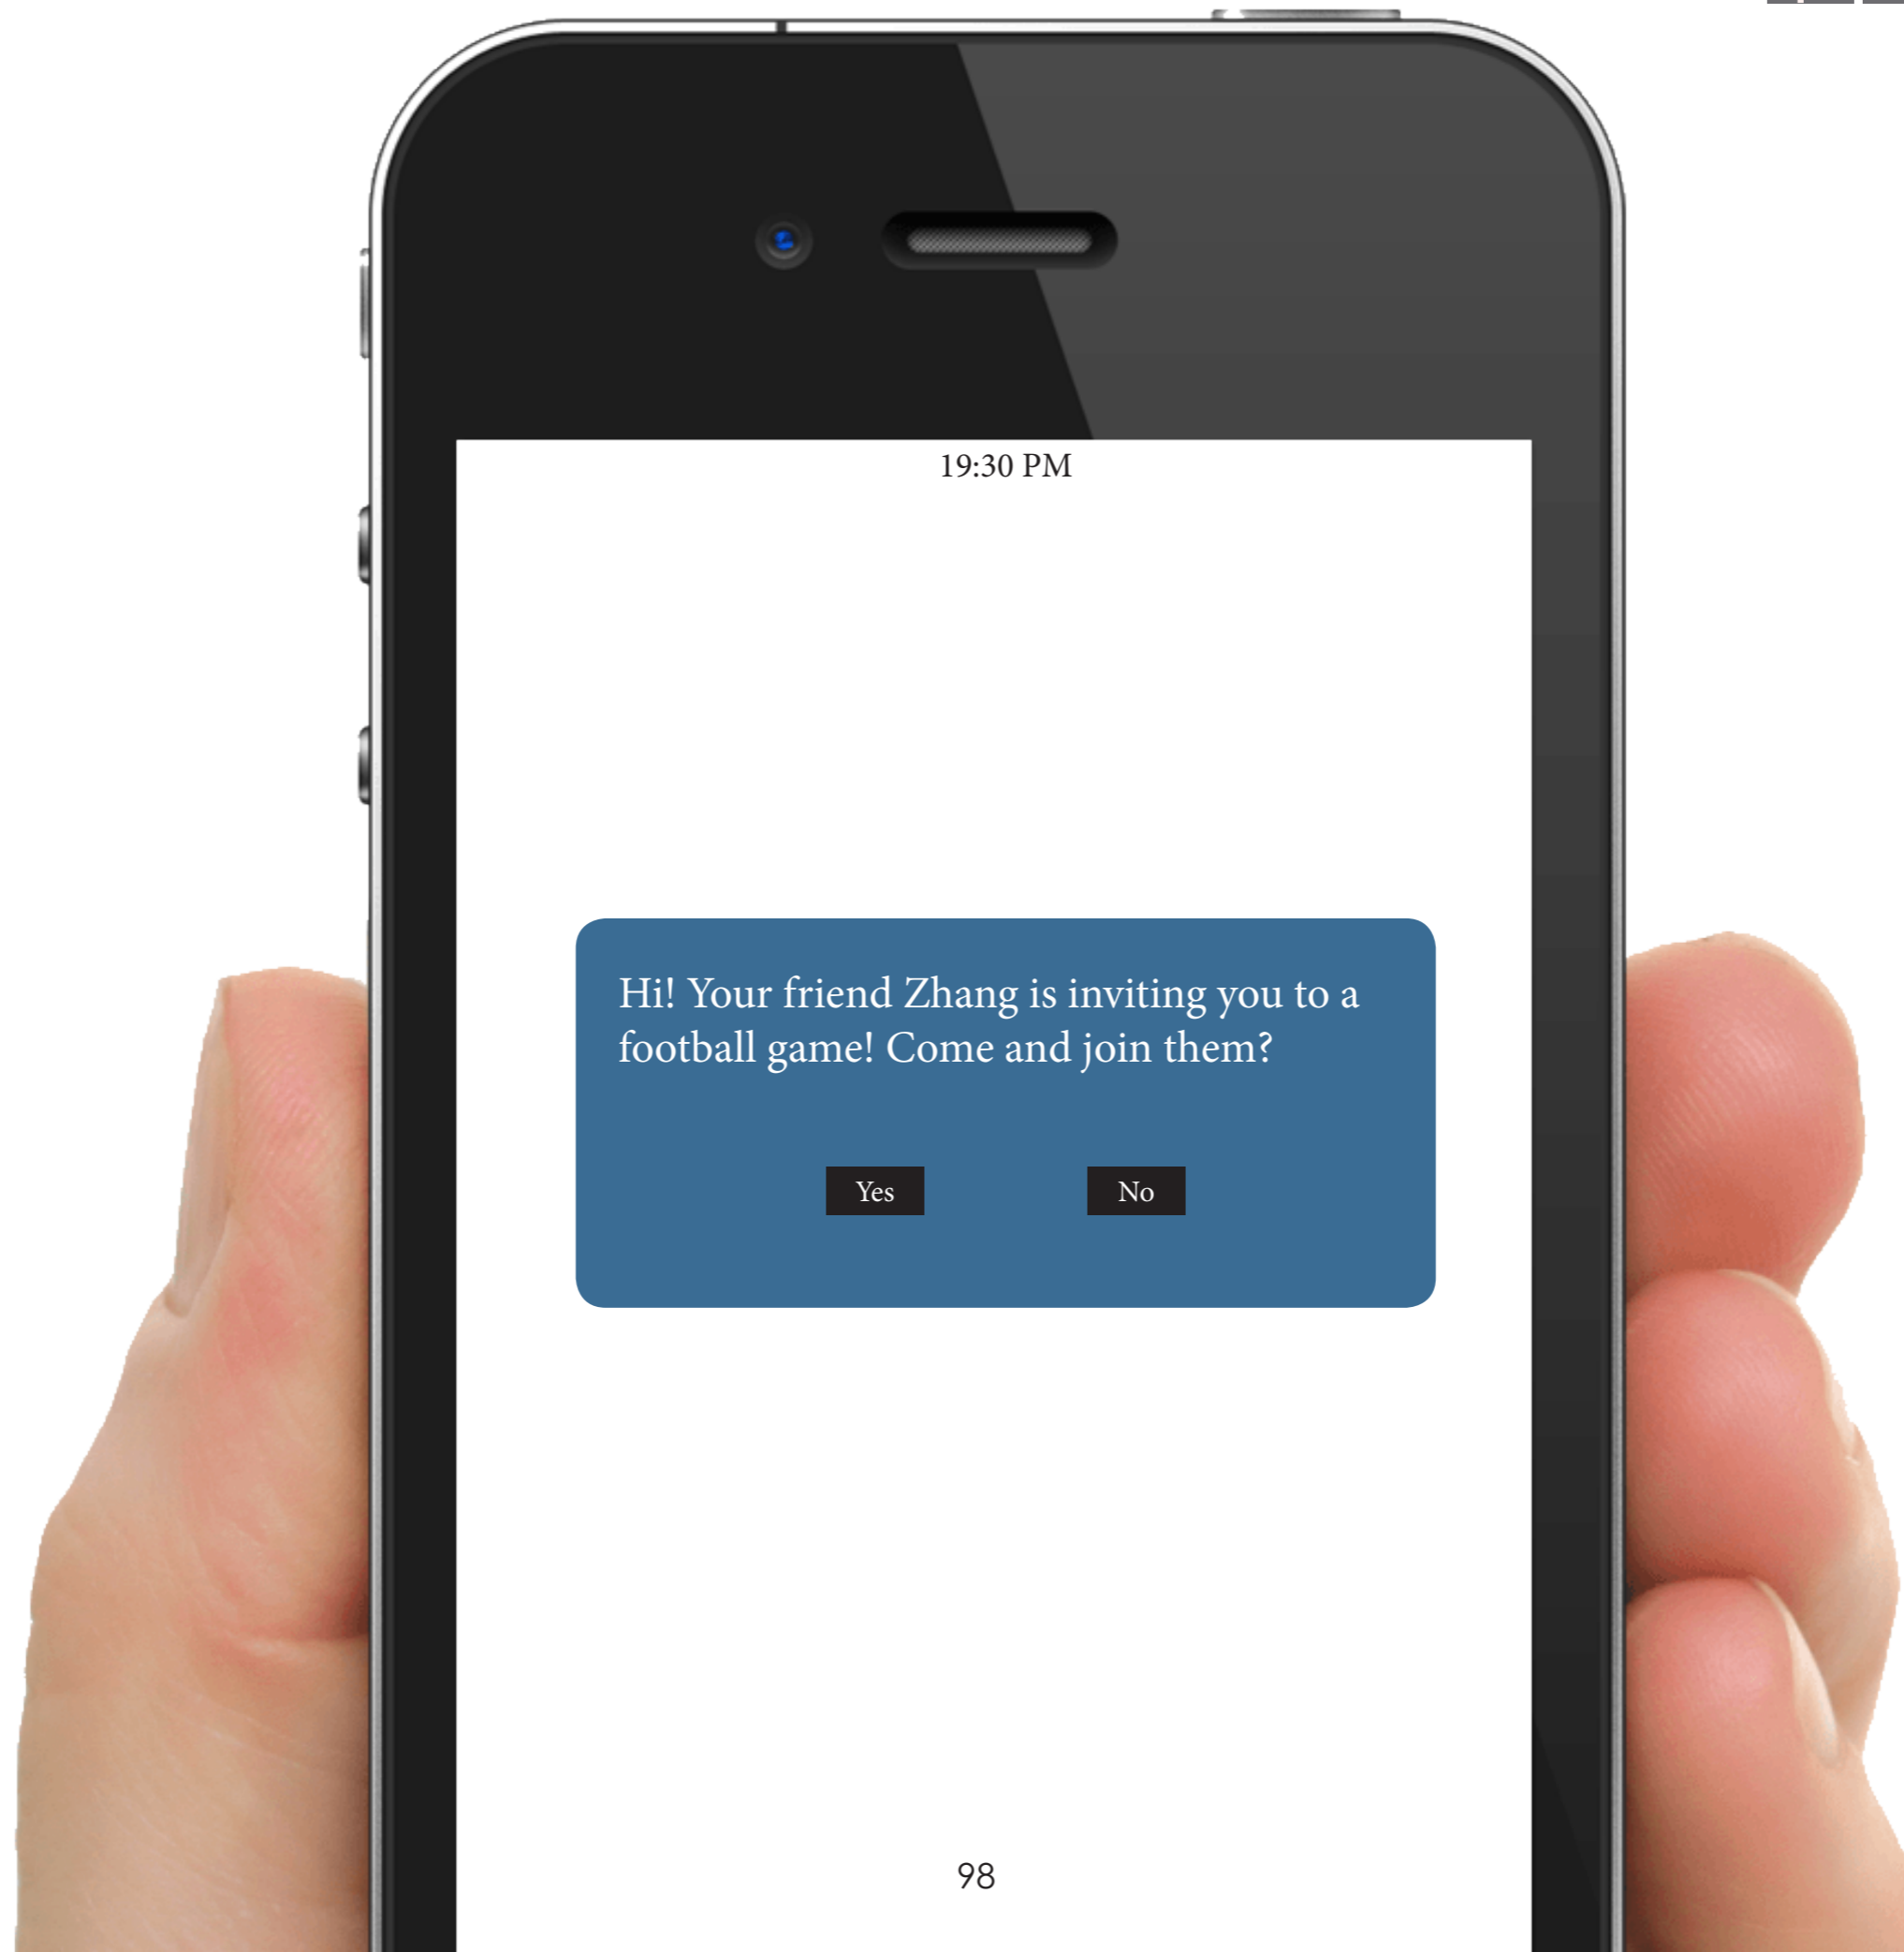 19:30 PM
Hi! Your friend Zhang is inviting you to a
football game! Come and join them?
Yes
No
98